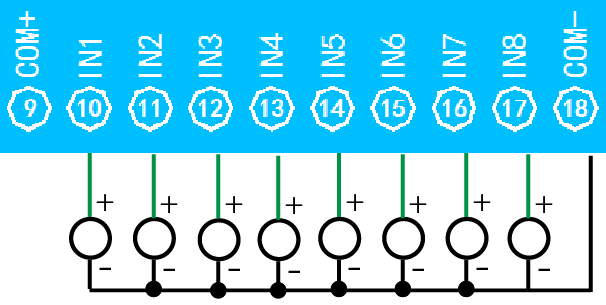 COM+ IN1 IN2 IN3 IN4 IN5 IN6 IN7 IN8 COM-
9 10 11 12 13 14 15 16 17 18
+ + + + + + + +
- - - - - - - -